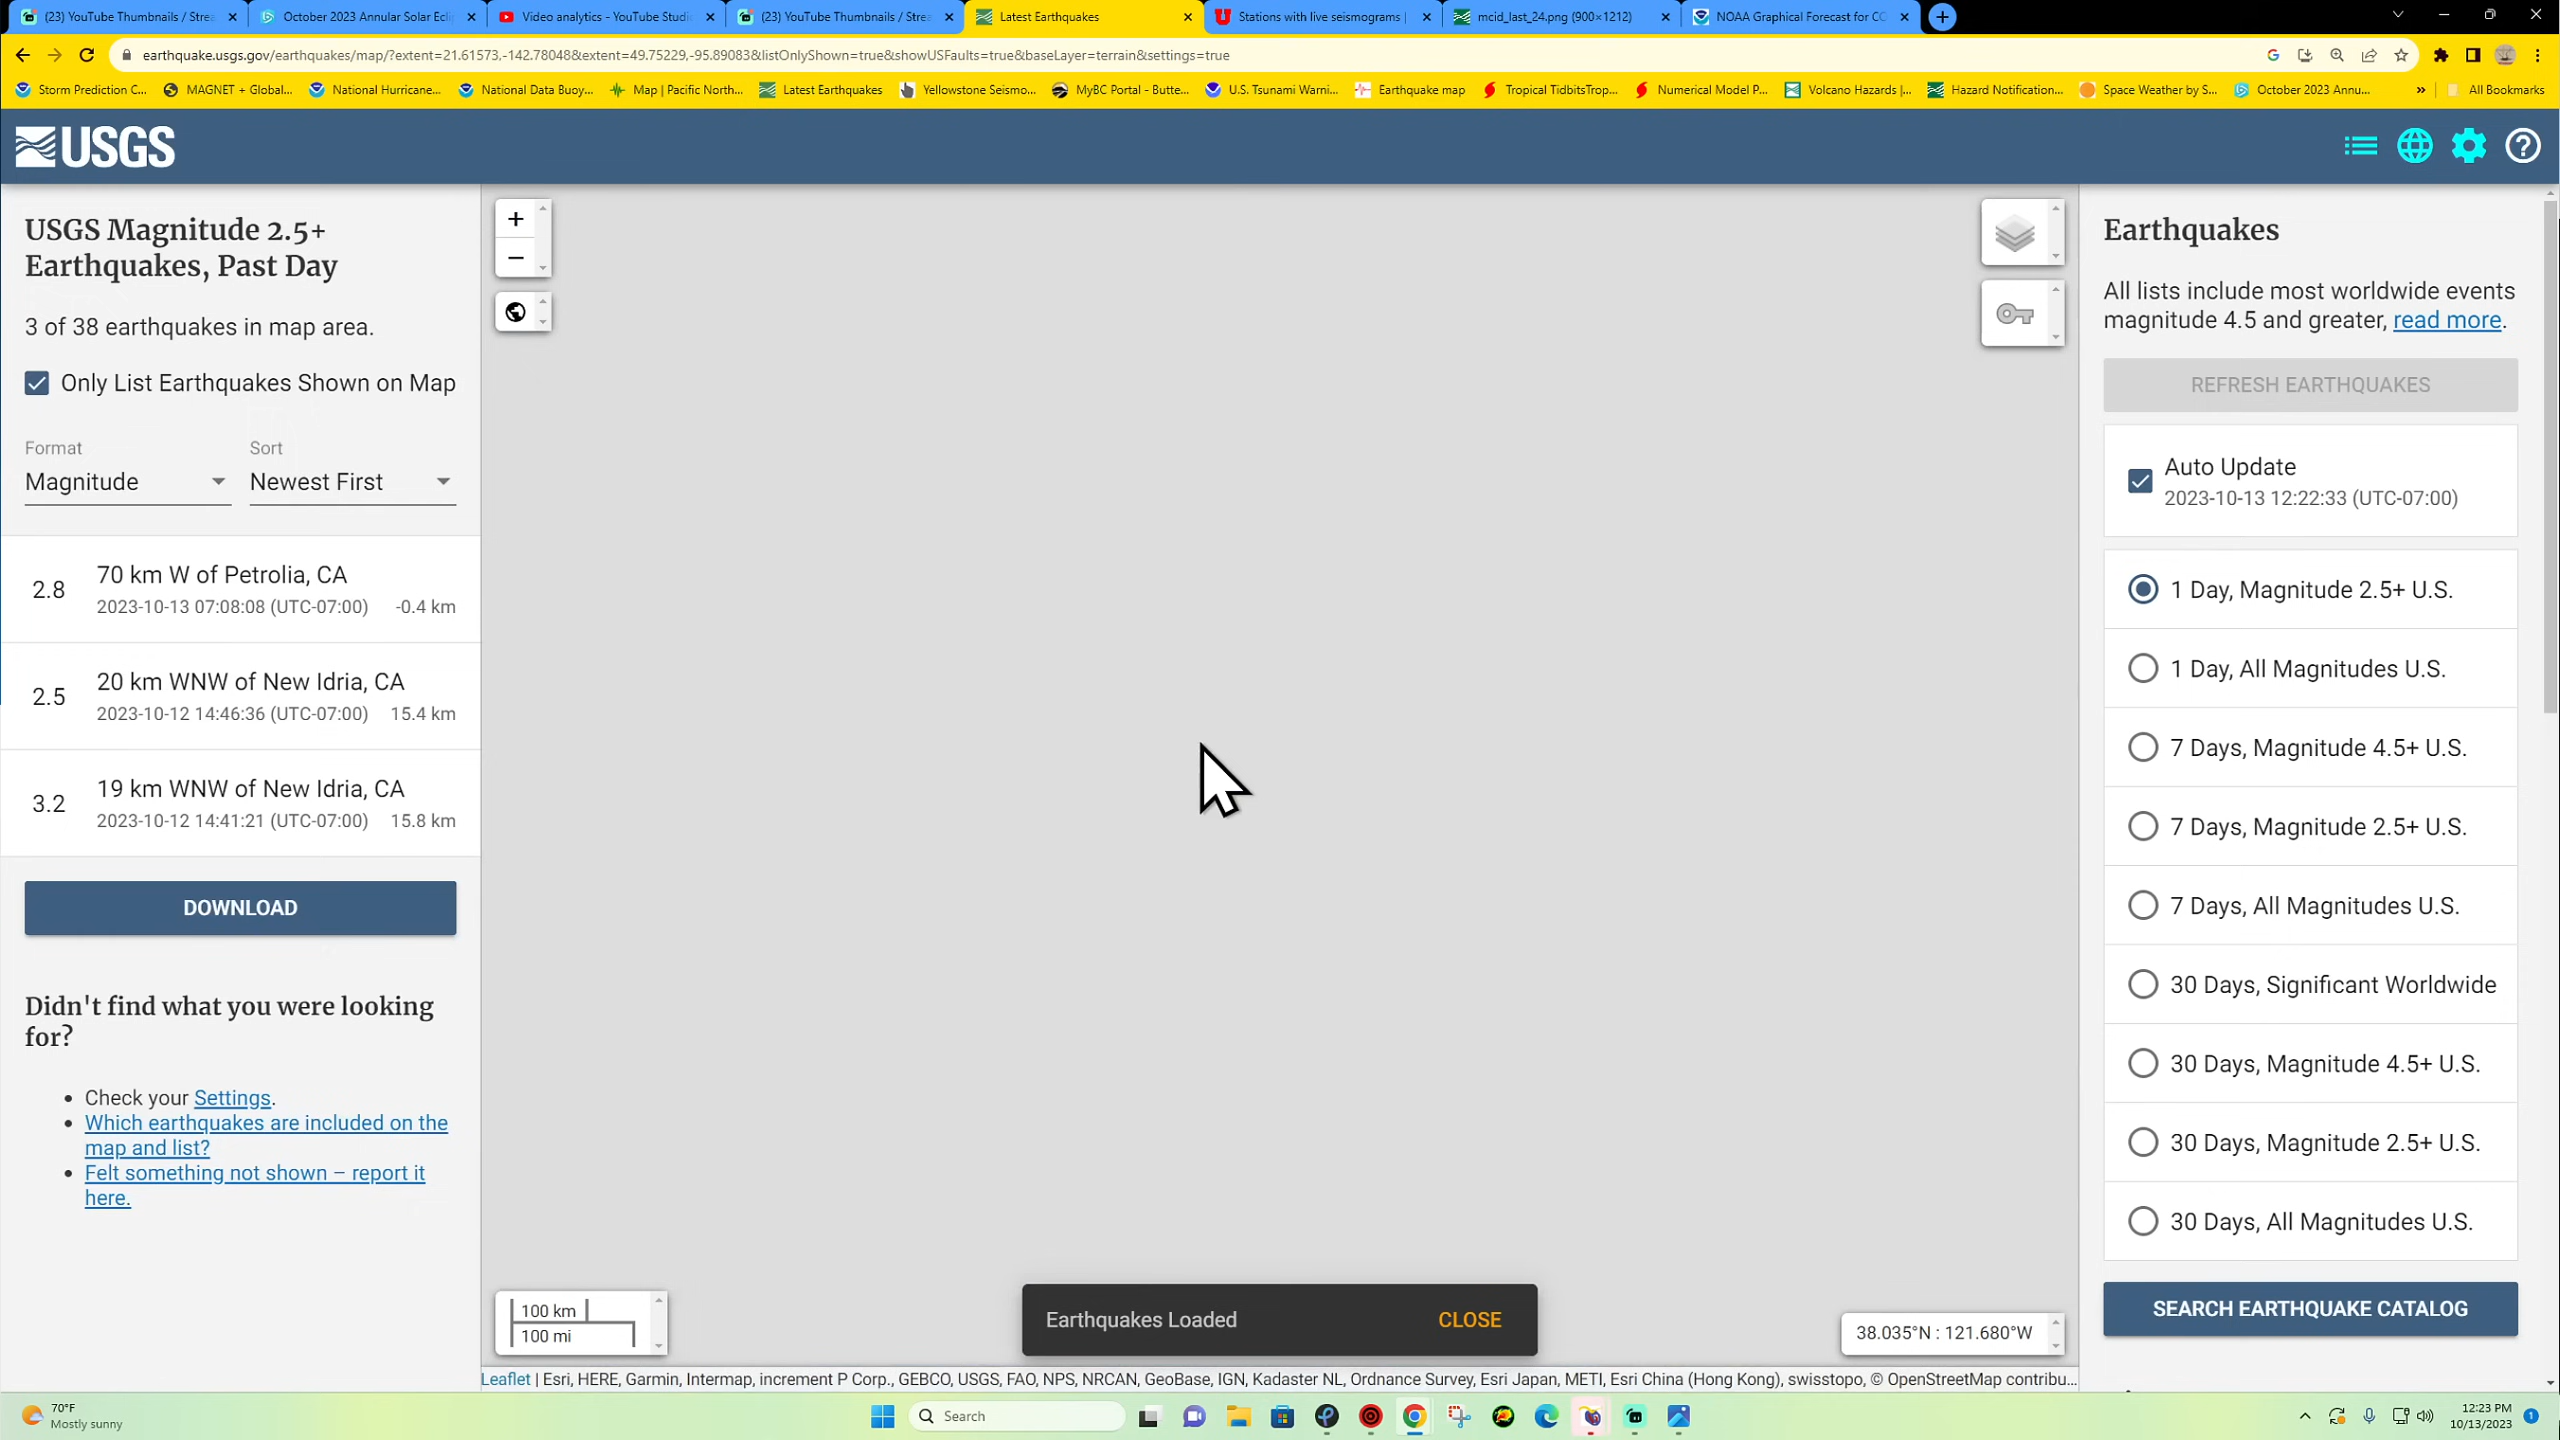 (23) YouTube Thumbnails / Strea
October 2023 Annular Solar Ecli
Video analytics - YouTube Studio
(23) YouTube Thumbnails / Strea
Latest Earthquakes
Stations with live seismograms |
mcid_last_24.png (900×1212)
NOAA Graphical Forecast for CO
earthquake.usgs.gov/earthquakes/map/?extent=21.61573,-142.78048&extent=49.75229,-95.89083&listOnlyShown=true&showUSFaults=true&baseLayer=terrain&settings=true
Storm Prediction C...
MAGNET + Global...
National Hurricane...
National Data Buoy...
Map | Pacific North...
Latest Earthquakes
Yellowstone Seismo...
MyBC Portal - Butte...
U.S. Tsunami Warni...
Earthquake map
Tropical TidbitsTrop...
Numerical Model P...
Volcano Hazards |...
Hazard Notification...
Space Weather by S...
October 2023 Annu...
» All Bookmarks
USGS
USGS Magnitude 2.5+
Earthquakes, Past Day
3 of 38 earthquakes in map area.
Only List Earthquakes Shown on Map
Format Sort
Magnitude Newest First
2.8 70 km W of Petrolia, CA
2023-10-13 07:08:08 (UTC-07:00) -0.4 km
2.5 20 km WNW of New Idria, CA
2023-10-12 14:46:36 (UTC-07:00) 15.4 km
3.2 19 km WNW of New Idria, CA
2023-10-12 14:41:21 (UTC-07:00) 15.8 km
DOWNLOAD
Didn't find what you were looking
for?
• Check your Settings.
• Which earthquakes are included on the
map and list?
• Felt something not shown – report it
here.
+
−
100 km
100 mi
Earthquakes Loaded CLOSE
38.035°N : 121.680°W
Leaflet | Esri, HERE, Garmin, Intermap, increment P Corp., GEBCO, USGS, FAO, NPS, NRCAN, GeoBase, IGN, Kadaster NL, Ordnance Survey, Esri Japan, METI, Esri China (Hong Kong), swisstopo, © OpenStreetMap contribu...
Earthquakes
All lists include most worldwide events
magnitude 4.5 and greater, read more.
REFRESH EARTHQUAKES
Auto Update
2023-10-13 12:22:33 (UTC-07:00)
1 Day, Magnitude 2.5+ U.S.
1 Day, All Magnitudes U.S.
7 Days, Magnitude 4.5+ U.S.
7 Days, Magnitude 2.5+ U.S.
7 Days, All Magnitudes U.S.
30 Days, Significant Worldwide
30 Days, Magnitude 4.5+ U.S.
30 Days, Magnitude 2.5+ U.S.
30 Days, All Magnitudes U.S.
SEARCH EARTHQUAKE CATALOG
70°F
Mostly sunny
Search
12:23 PM
10/13/2023
1